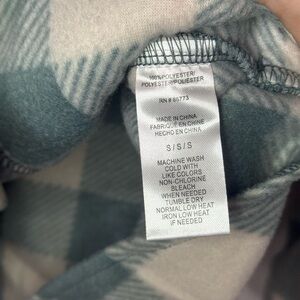 100% POLYESTER/
POLYESTER/POLIESTER
RN # 85773
MADE IN CHINA
FABRIQUÉ EN CHINE
HECHO EN CHINA
S / S / S
MACHINE WASH
COLD WITH
LIKE COLORS
NON-CHLORINE
BLEACH
WHEN NEEDED
TUMBLE DRY
NORMAL LOW HEAT
IRON LOW HEAT
IF NEEDED